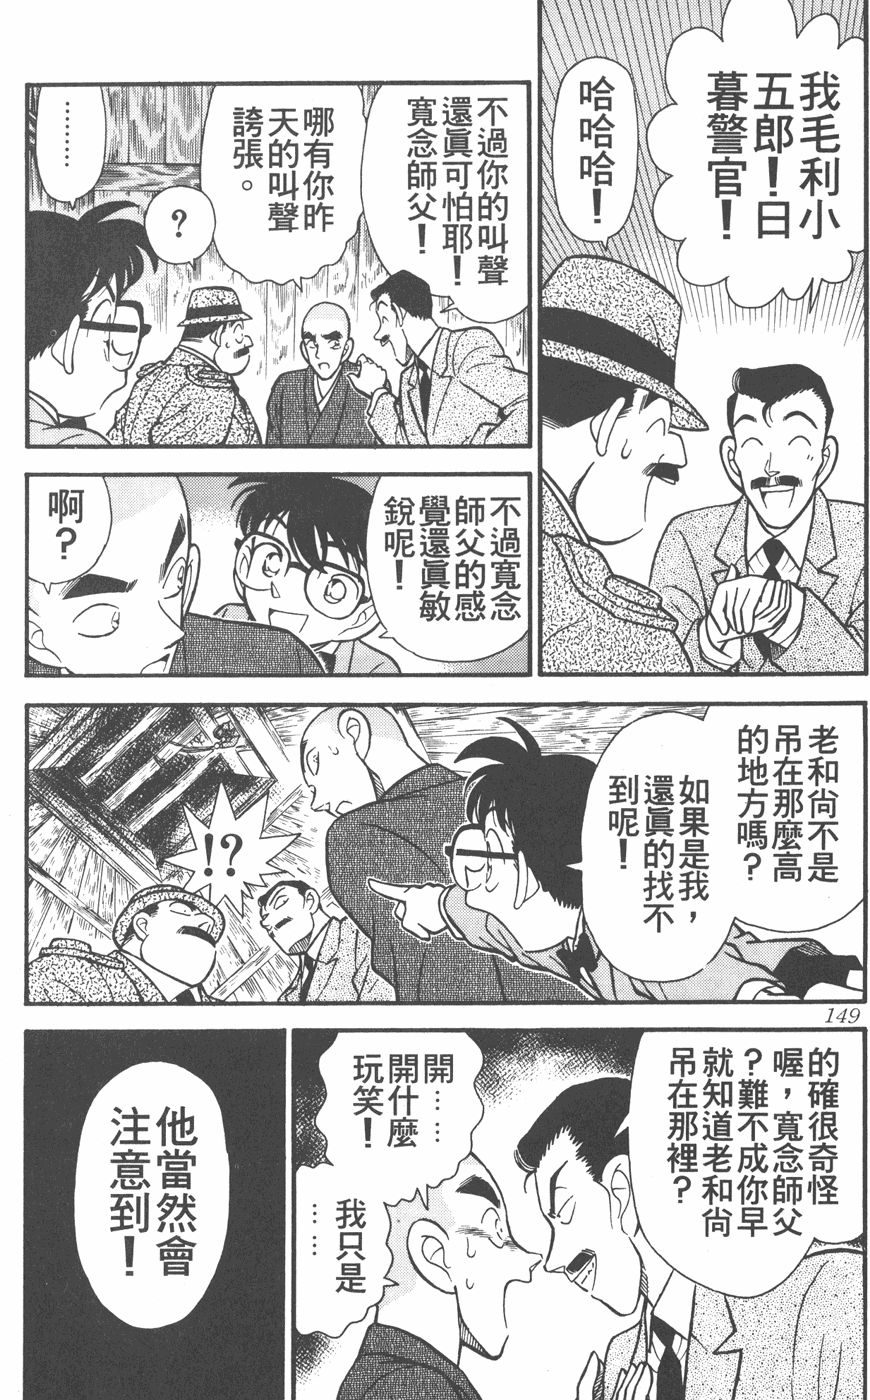 我毛利小
五郎！日
暮警官！
哈哈哈！
不過你的叫聲
還眞可怕耶！
寬念師父！
哪有你昨
天的叫聲
誇張。
？
………
不過寬念
師父的感
覺還眞敏
銳呢！
啊？
老和尚不是
吊在那麼高
的地方嗎？
如果是我，
還眞的找不
到呢！
！？
149
的確很奇怪
喔，寬念師父
？難不成你早
就知道老和尚
吊在那裡？
開……
開什麼
玩笑！
我只是
……
他當然會
注意到！